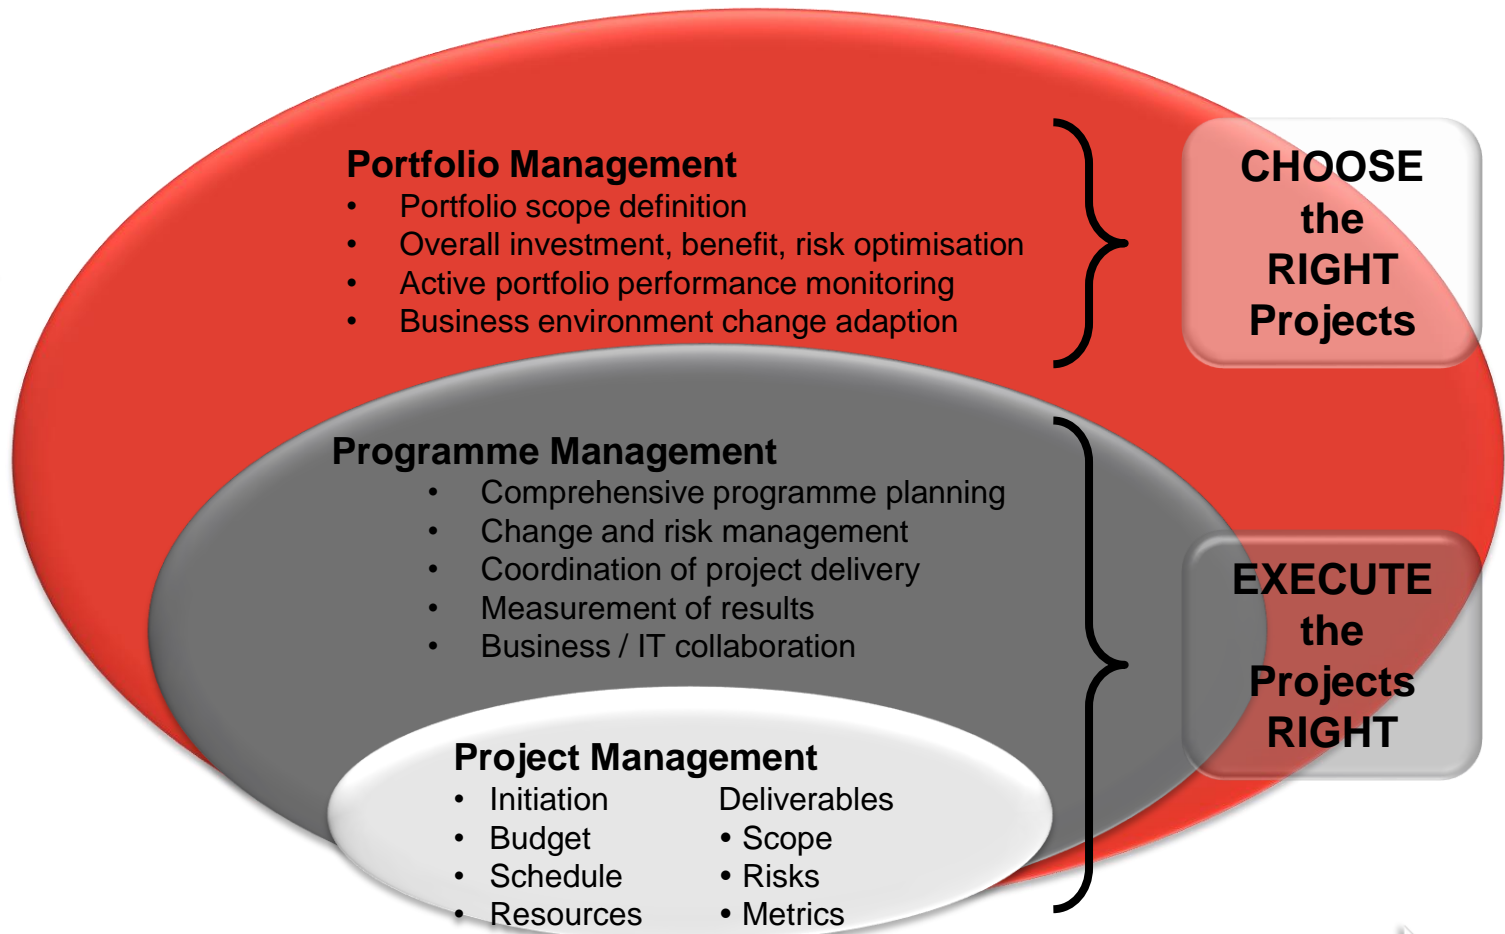 Portfolio Management
• Portfolio scope definition
• Overall investment, benefit, risk optimisation
• Active portfolio performance monitoring
• Business environment change adaption
CHOOSE
the
RIGHT
Projects
Programme Management
• Comprehensive programme planning
• Change and risk management
• Coordination of project delivery
• Measurement of results
• Business / IT collaboration
EXECUTE
the
Projects
RIGHT
Project Management
• Initiation Deliverables
• Budget • Scope
• Schedule • Risks
• Resources • Metrics